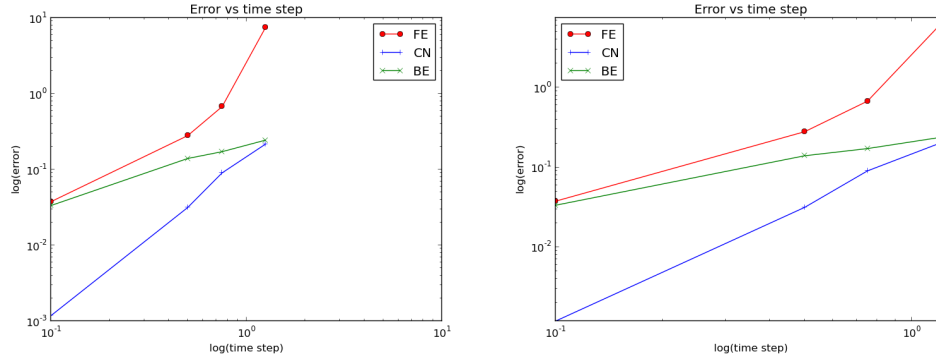 Error vs time step
10^1
10^0
10^-1
10^-2
10^-3
log(error)
FE
CN
BE
10^-1
10^0
10^1
log(time step)
Error vs time step
10^0
10^-1
10^-2
log(error)
FE
CN
BE
10^-1
10^0
log(time step)